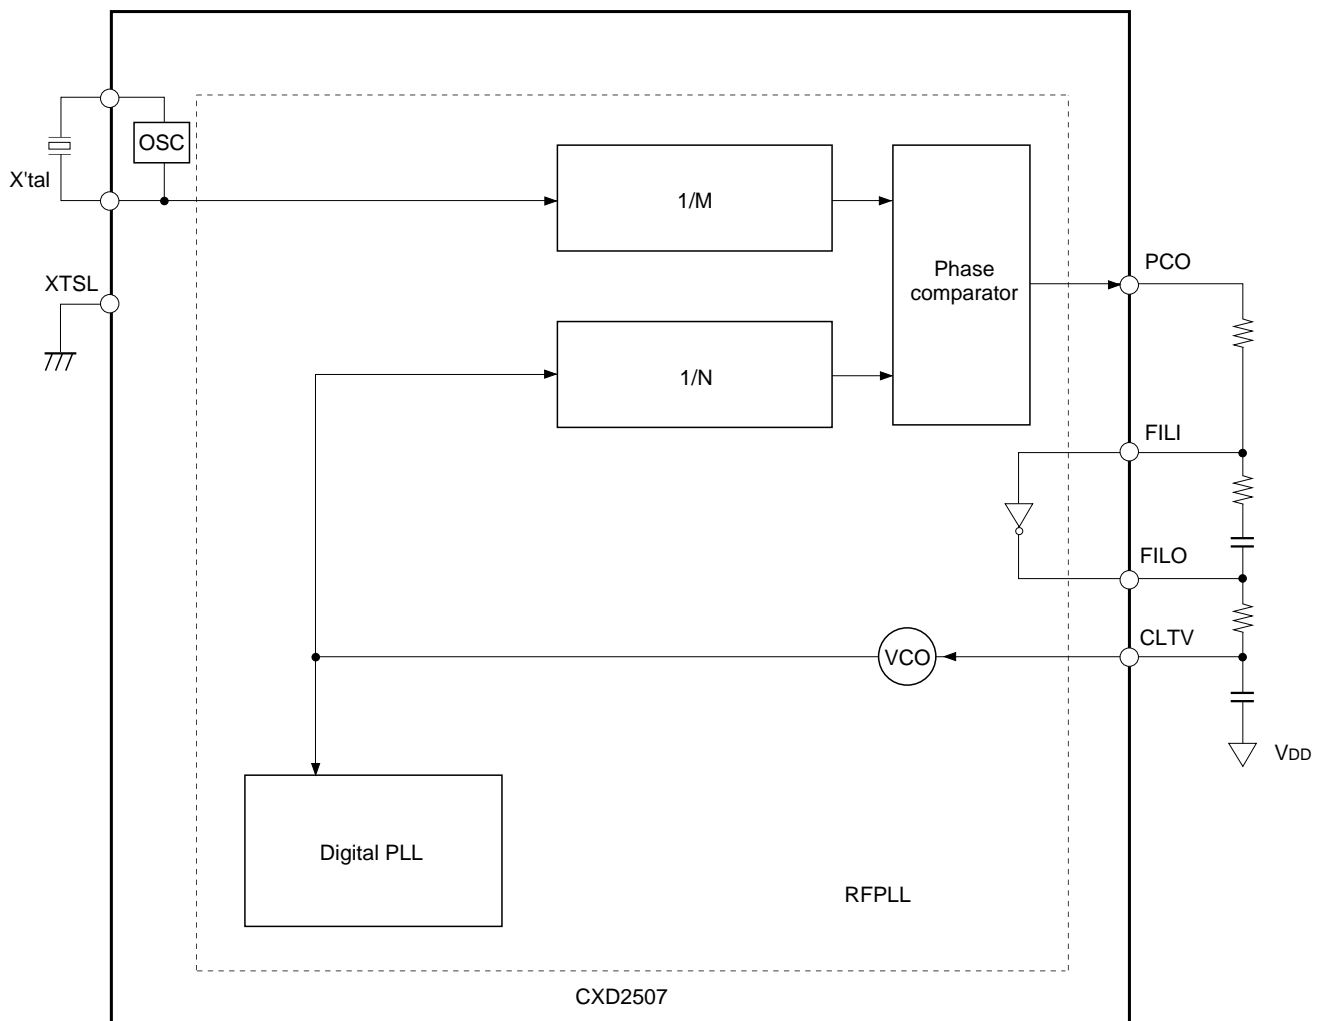 OSC
X'tal
1/M
XTSL
Phase
comparator
PCO
1/N
FILI
FILO
CLTV
VCO
VDD
Digital PLL
RFPLL
CXD2507